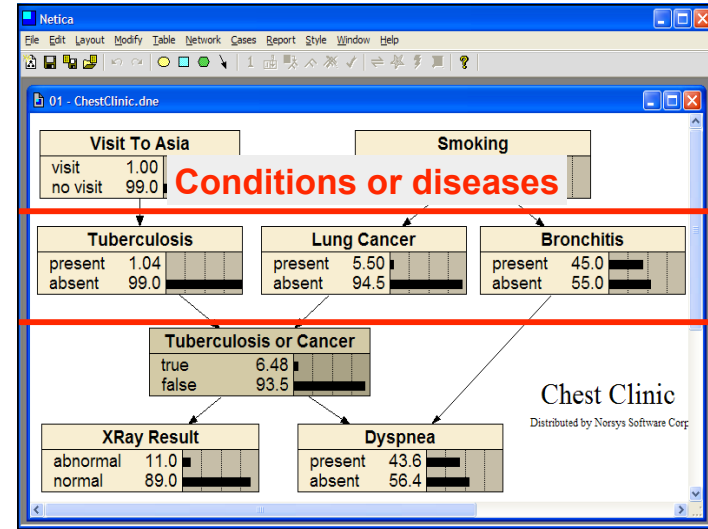 Netica
File Edit Layout Modify Table Network Cases Report Style Window Help
1
?
01 - ChestClinic.dne
Visit To Asia
visit 1.00
no visit 99.0
Smoking
Conditions or diseases
Tuberculosis
present 1.04
absent 99.0
Lung Cancer
present 5.50
absent 94.5
Bronchitis
present 45.0
absent 55.0
Tuberculosis or Cancer
true 6.48
false 93.5
Chest Clinic
Distributed by Norsys Software Corp
XRay Result
abnormal 11.0
normal 89.0
Dyspnea
present 43.6
absent 56.4